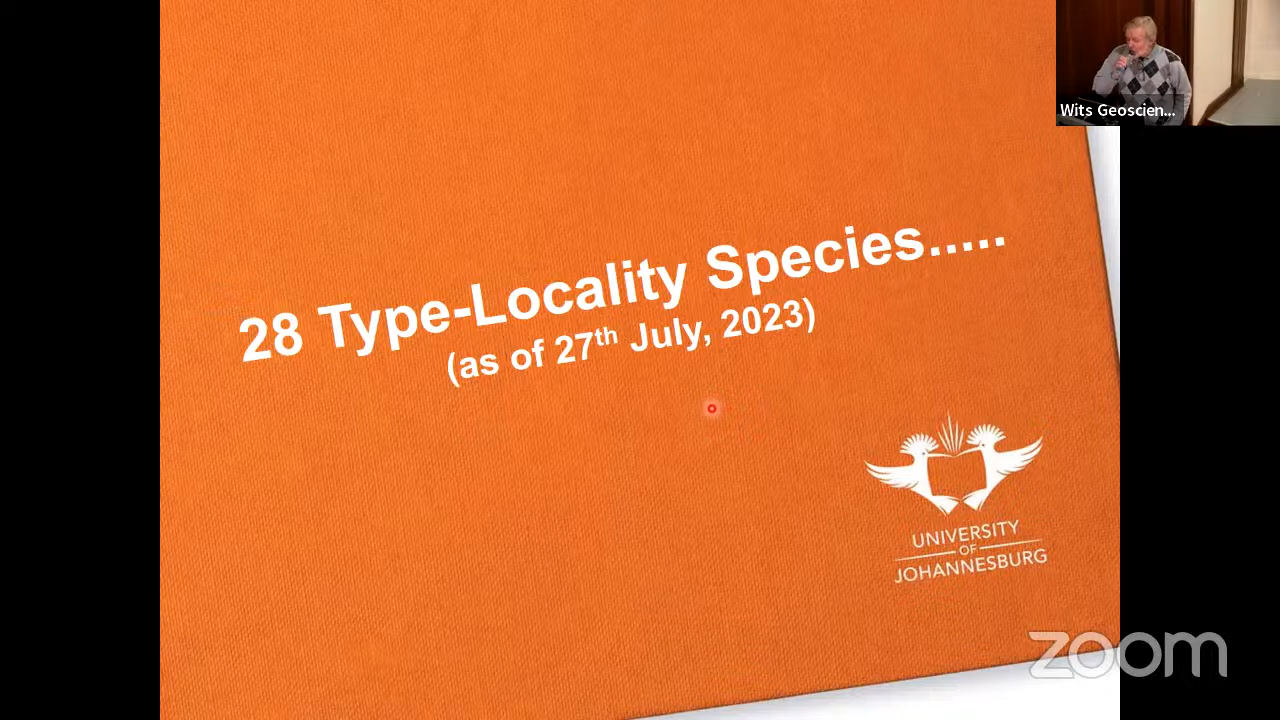 Wits Geoscien...
28 Type-Locality Species.....
(as of 27th July, 2023)
UNIVERSITY
OF
JOHANNESBURG
zoom